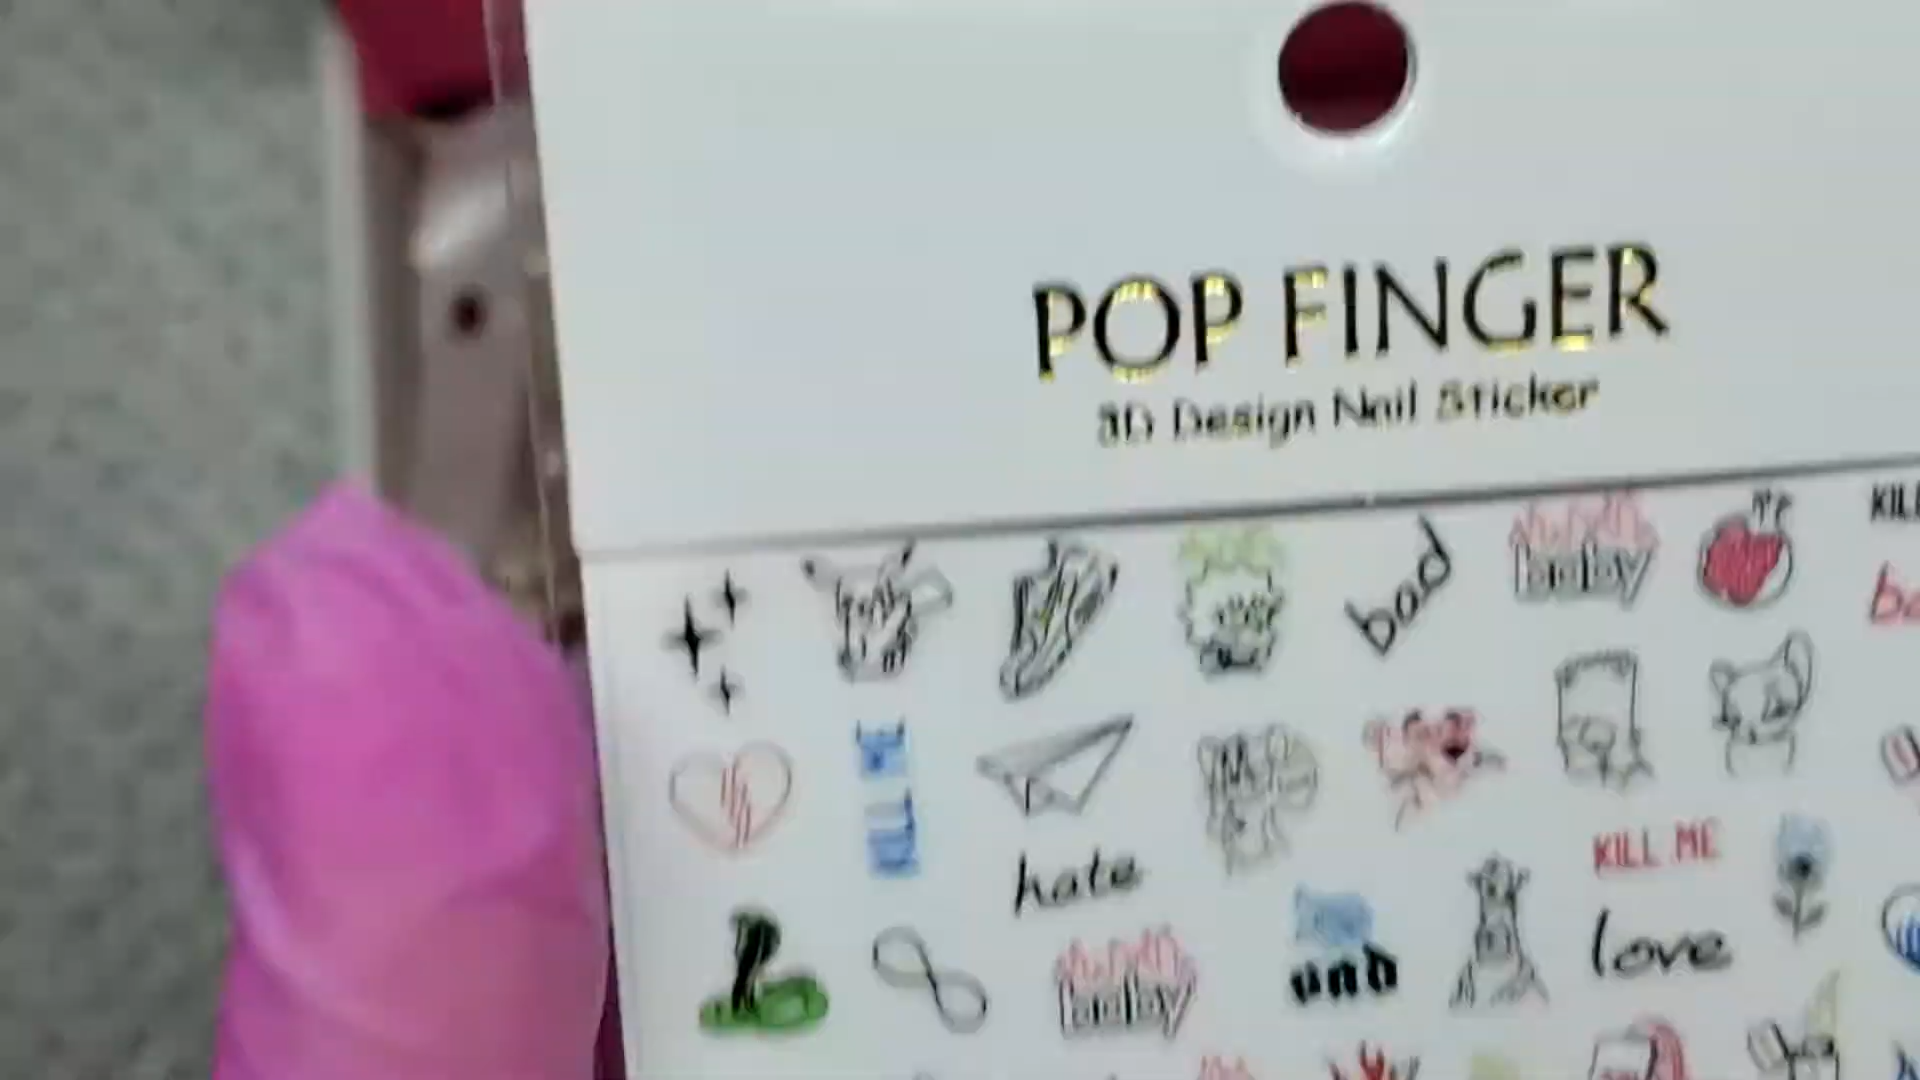 POP FINGER
3D Design Nail Sticker
bad
baby
KILL ME
hate
love
baby